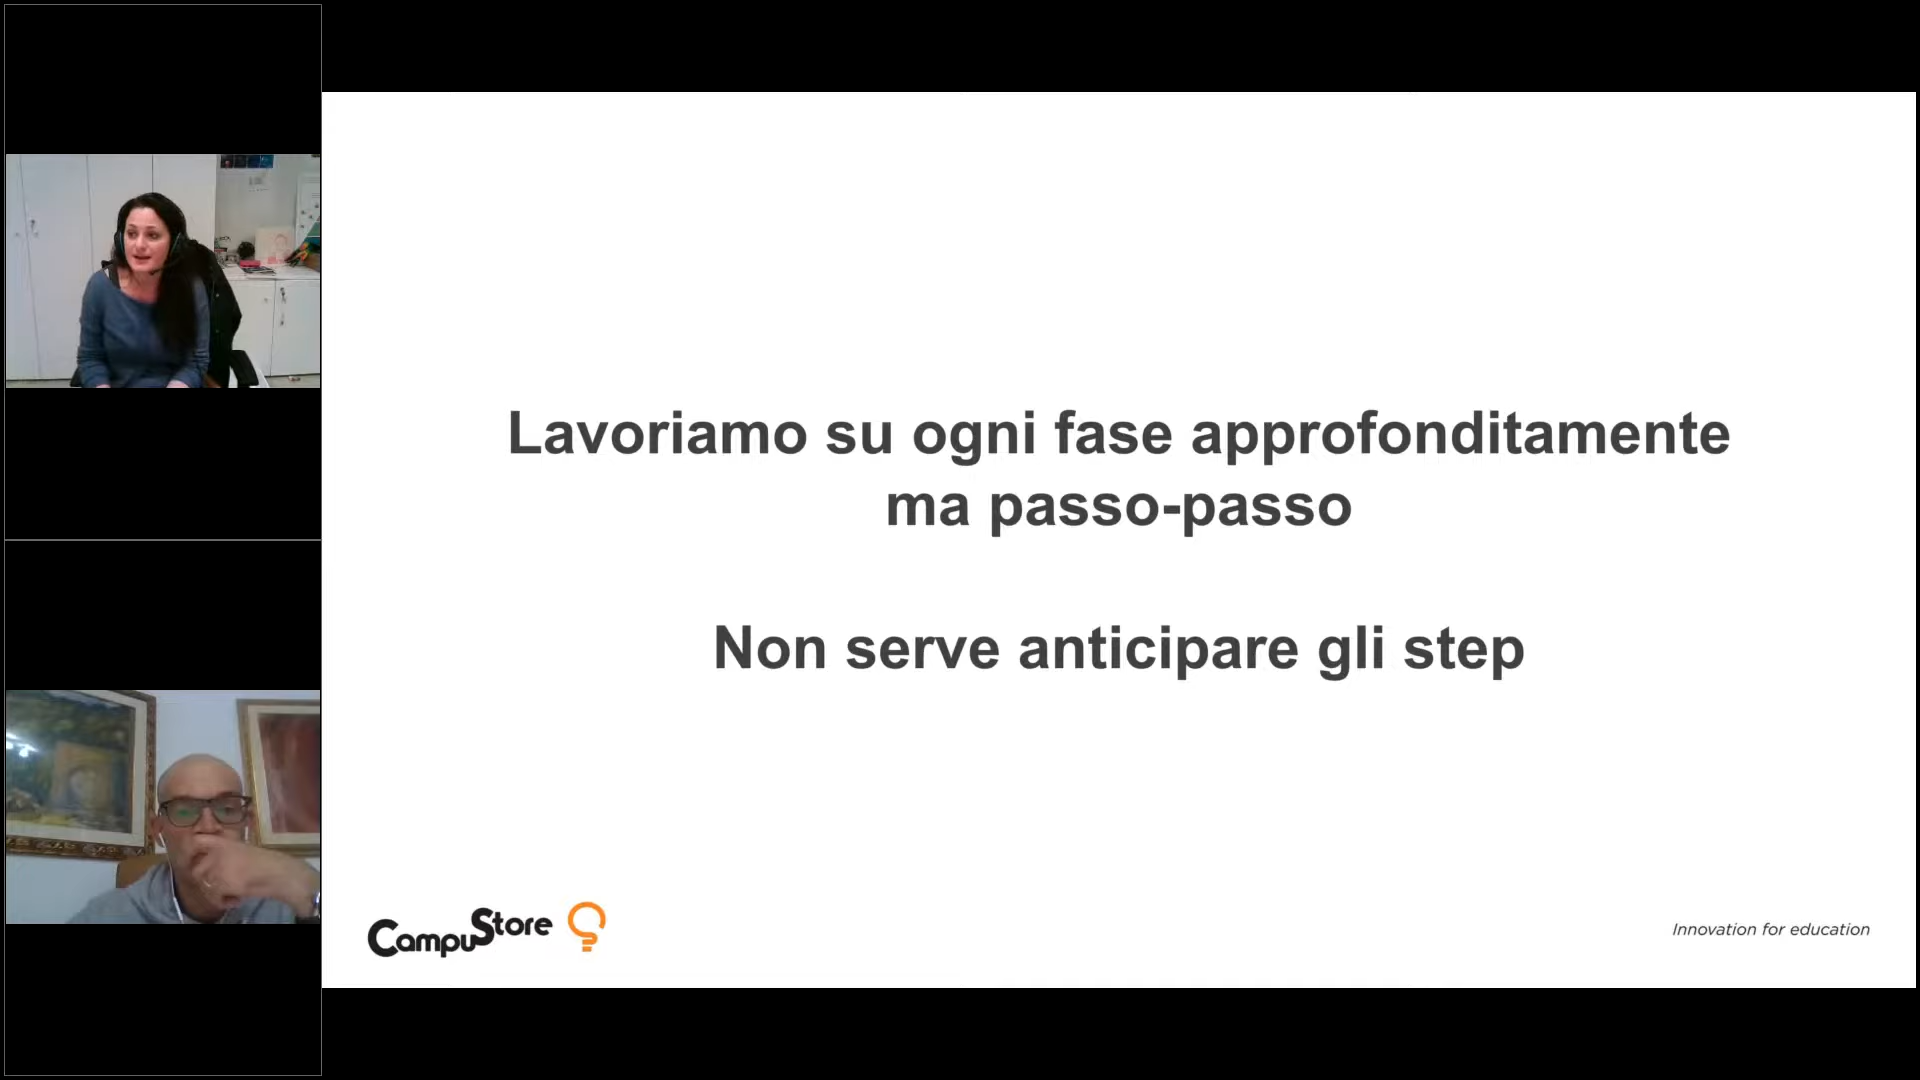 Lavoriamo su ogni fase approfonditamente
ma passo-passo
Non serve anticipare gli step
CampuStore
Innovation for education